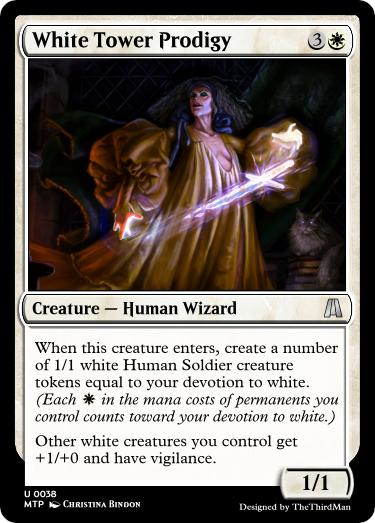 White Tower Prodigy 3
Creature — Human Wizard
When this creature enters, create a number
of 1/1 white Human Soldier creature
tokens equal to your devotion to white.
(Each in the mana costs of permanents you
control counts toward your devotion to white.)
Other white creatures you control get
+1/+0 and have vigilance.
1/1
U 0038
MTP Christina Bindon
Designed by TheThirdMan